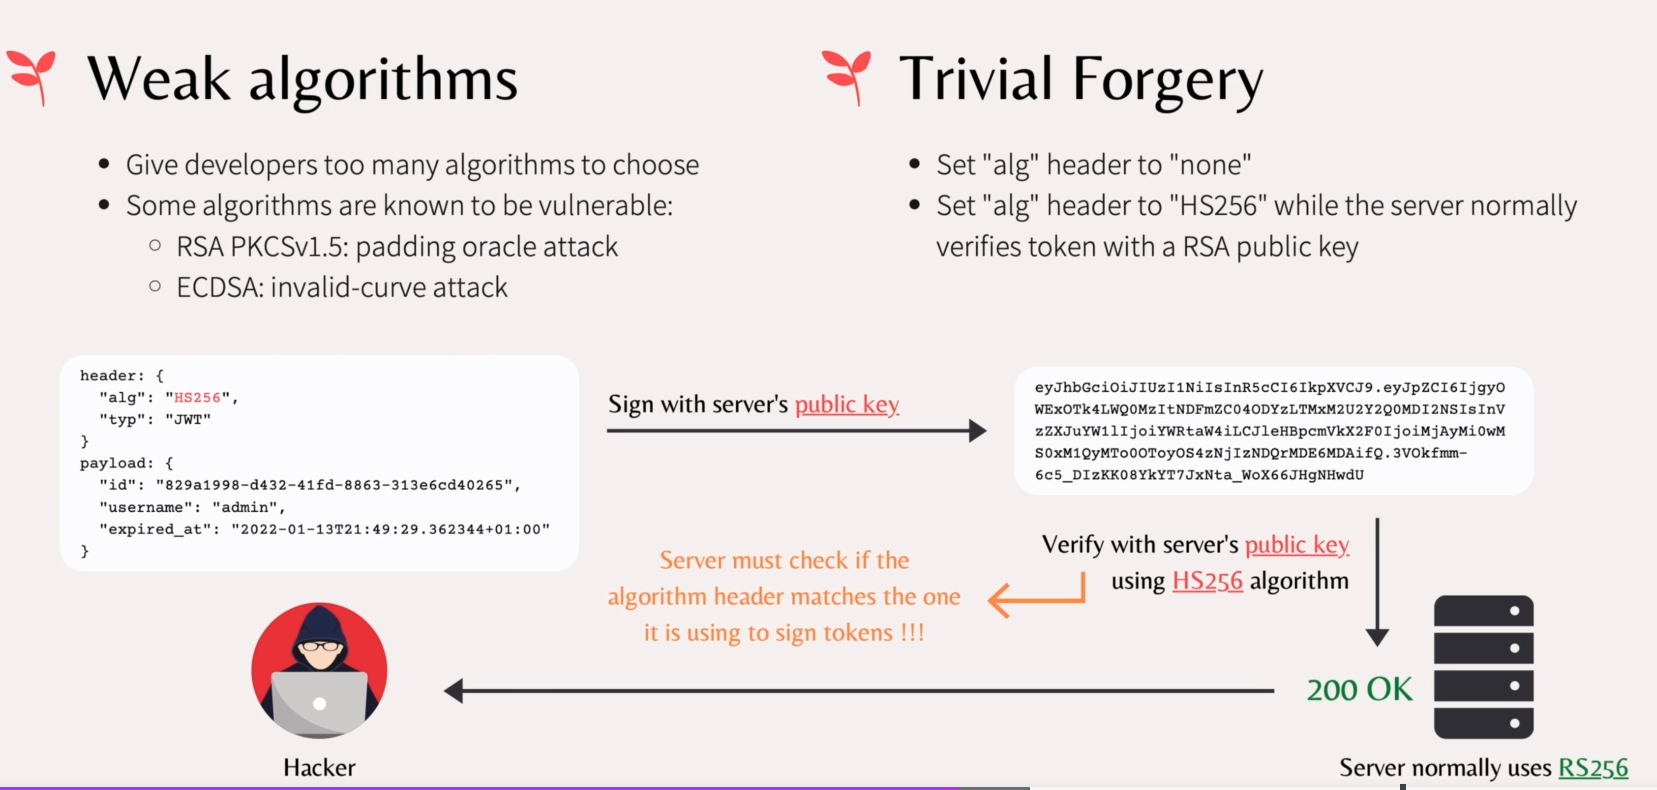 Weak algorithms
Give developers too many algorithms to choose
Some algorithms are known to be vulnerable:
RSA PKCSv1.5: padding oracle attack
ECDSA: invalid-curve attack
Trivial Forgery
Set "alg" header to "none"
Set "alg" header to "HS256" while the server normally
verifies token with a RSA public key
header: {
"alg": "HS256",
"typ": "JWT"
}
payload: {
"id": "829a1998-d432-41fd-8863-313e6cd40265",
"username": "admin",
"expired_at": "2022-01-13T21:49:29.362344+01:00"
}
Sign with server's public key
eyJhbGciOiJIUzI1NiIsInR5cCI6IkpXVCJ9.eyJpZCI6IjgyO
WExOTk4LWQ0MzItNDFmZC04ODYzLTMxM2U2Y2Q0MDI2NSIsInV
zZXJuYW1lIjoiYWRtaW4iLCJleHBpcmVkX2F0IjoiMjAyMi0wM
S0xM1QyMTo0OToyOS4zNjIzNDQrMDE6MDAifQ.3VOkfmm-
6c5_DIzKK08YkYT7JxNta_WoX66JHgNHwdU
Verify with server's public key
using HS256 algorithm
Server must check if the
algorithm header matches the one
it is using to sign tokens !!!
200 OK
Hacker
Server normally uses RS256